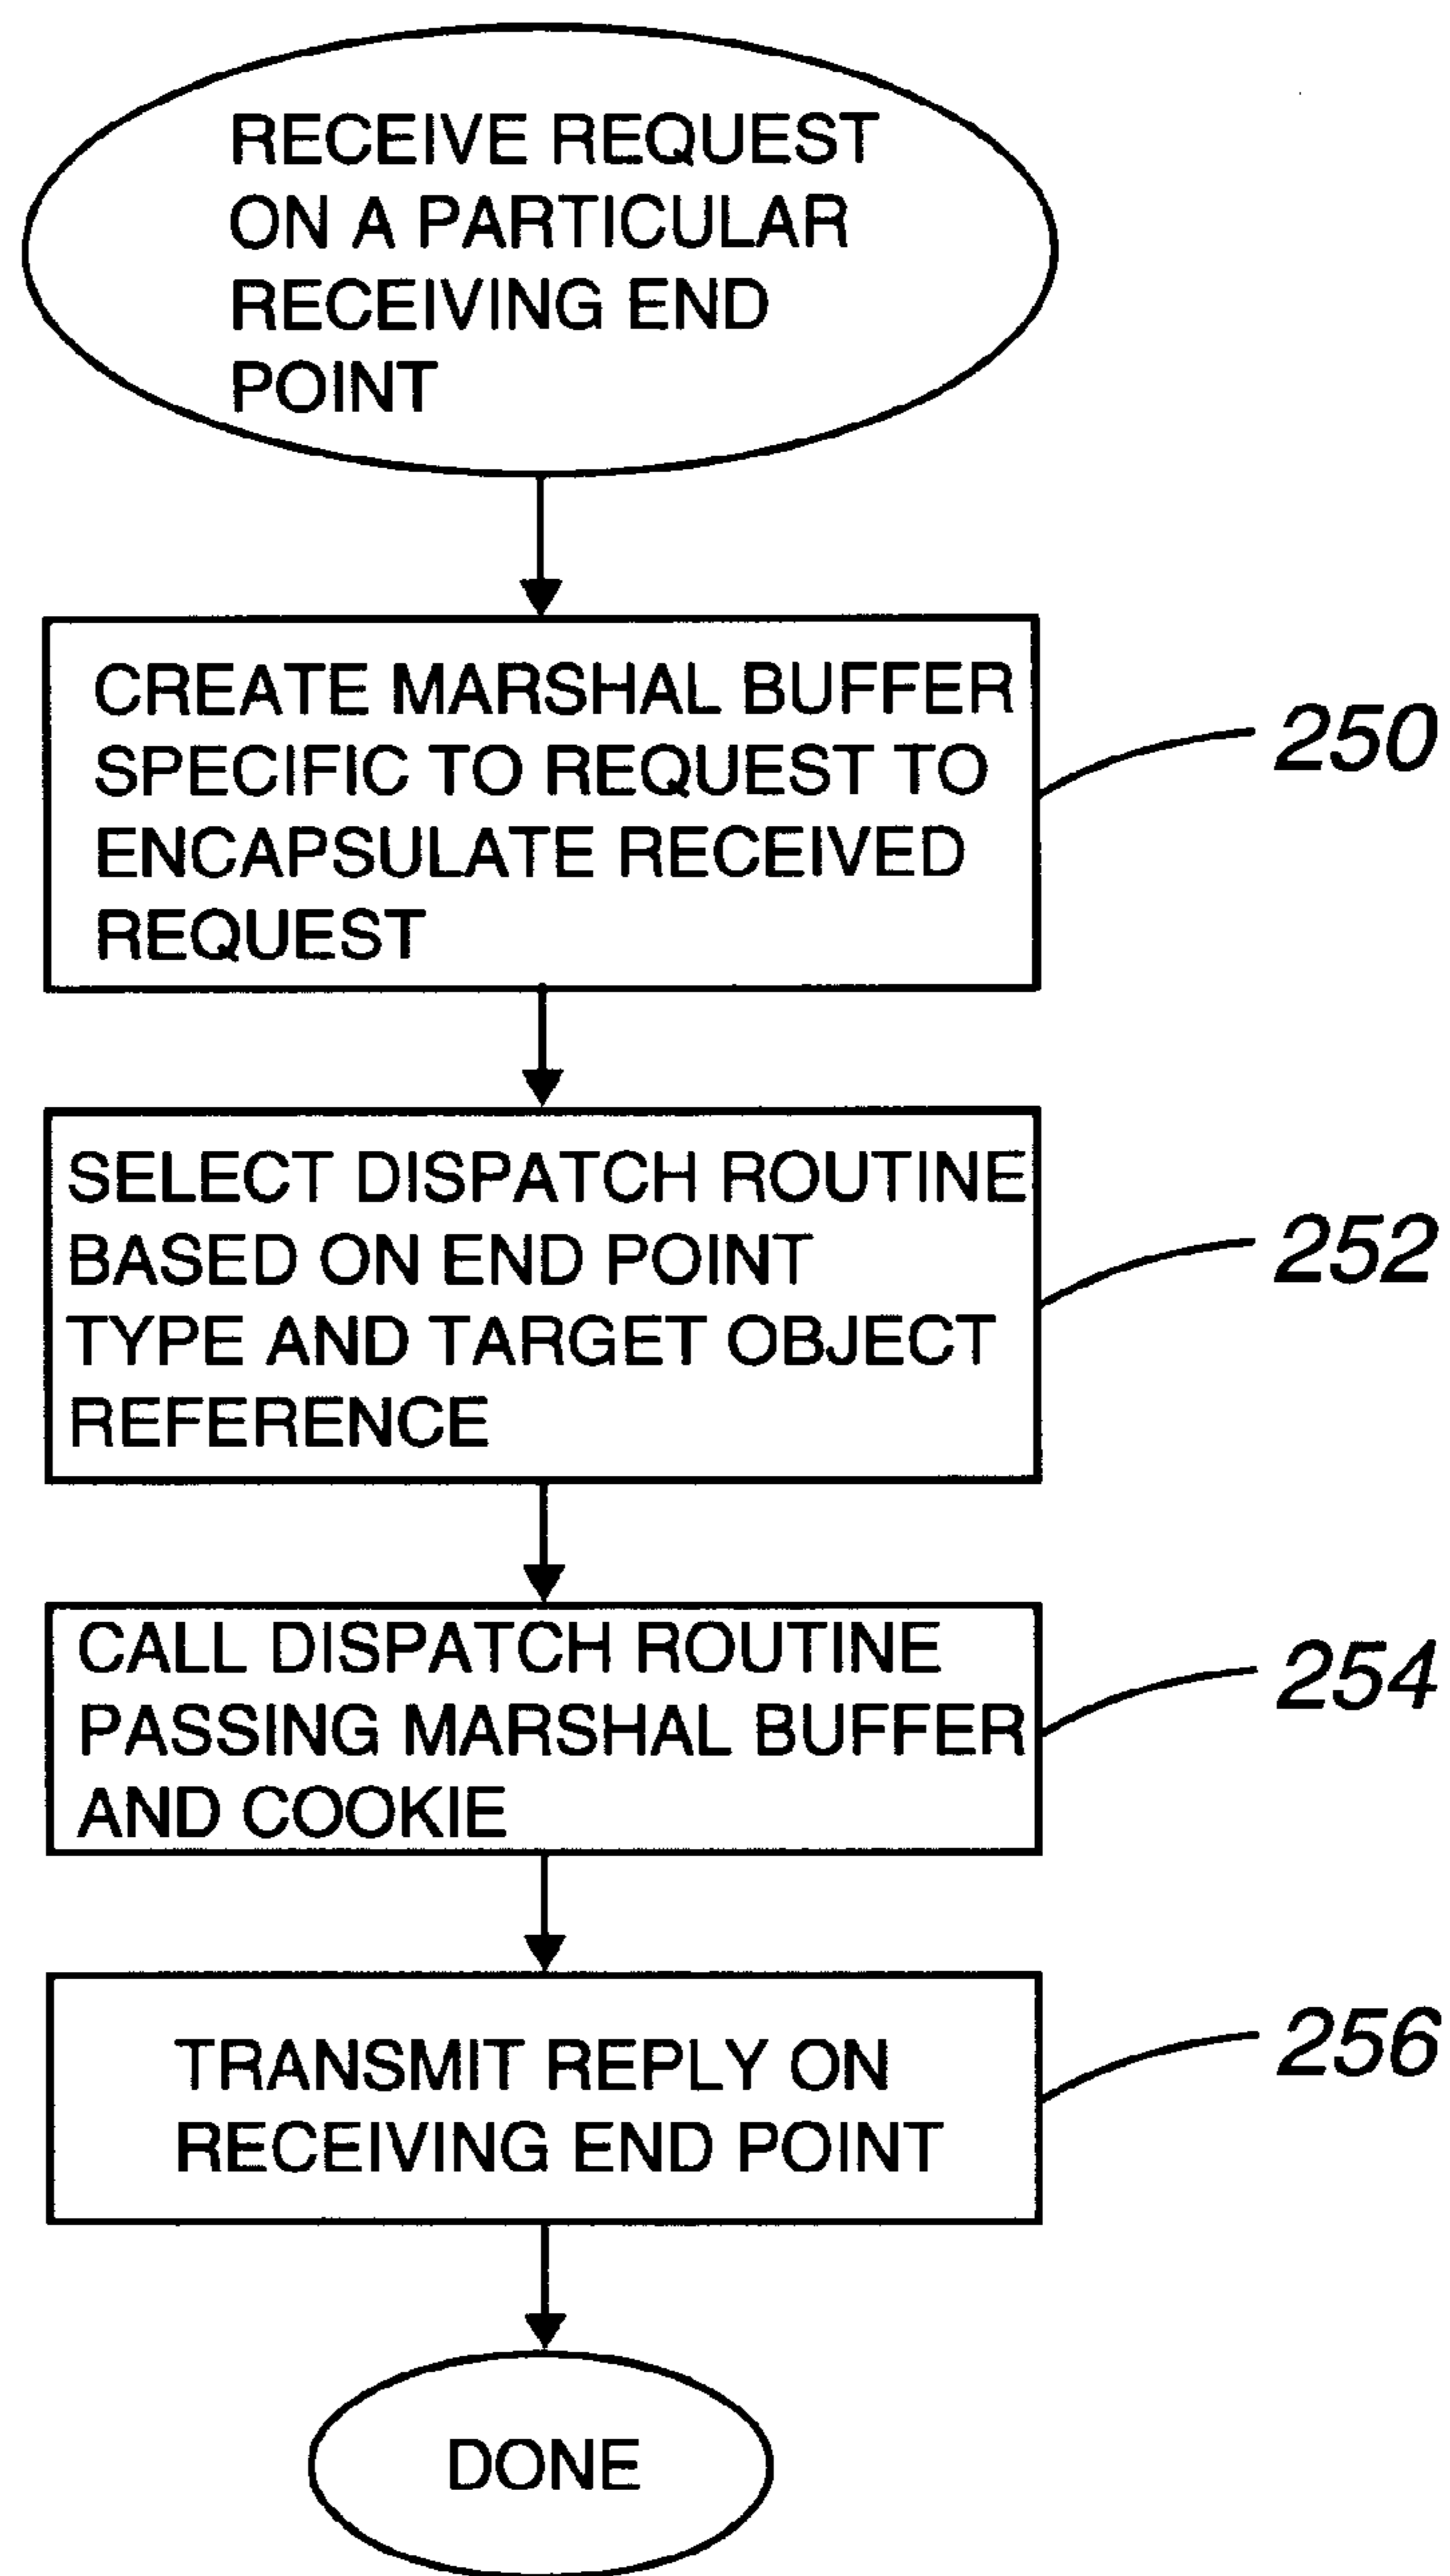 RECEIVE REQUEST
ON A PARTICULAR
RECEIVING END
POINT
CREATE MARSHAL BUFFER
SPECIFIC TO REQUEST TO
ENCAPSULATE RECEIVED
REQUEST
250
SELECT DISPATCH ROUTINE
BASED ON END POINT
TYPE AND TARGET OBJECT
REFERENCE
252
CALL DISPATCH ROUTINE
PASSING MARSHAL BUFFER
AND COOKIE
254
TRANSMIT REPLY ON
RECEIVING END POINT
256
DONE